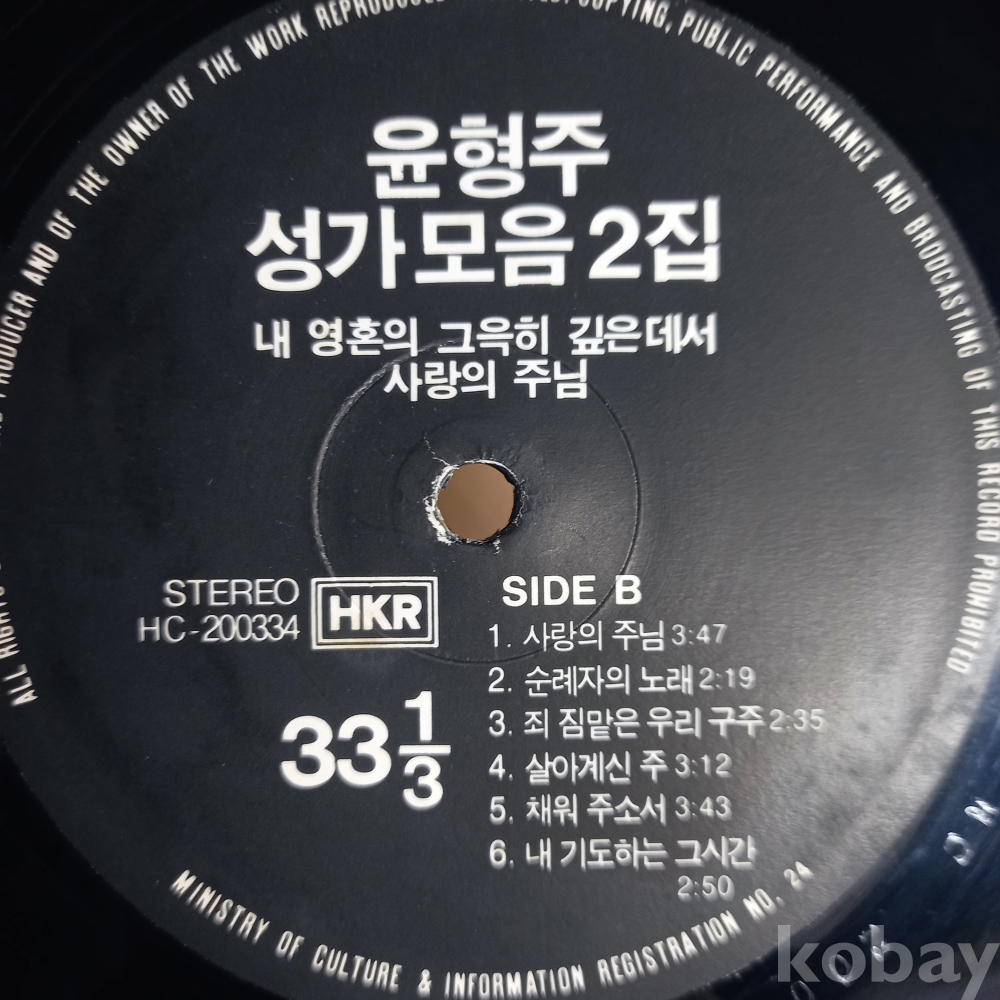 윤형주
성가모음 2집
내 영혼의 그윽히 깊은데서
사랑의 주님
STEREO
HC-200334
HKR
33 1/3
SIDE B
1. 사랑의 주님 3:47
2. 순례자의 노래 2:19
3. 죄 짐맡은 우리 구주 2:35
4. 살아계신 주 3:12
5. 채워 주소서 3:43
6. 내 기도하는 그시간
2:50
ALL RIGHTS
PRODUCER AND OF THE OWNER OF THE WORK REPRODUCED
COPYING, PUBLIC PERFORMANCE AND BRODCASTING OF THIS RECORD PROHIBITED
MINISTRY OF CULTURE & INFORMATION REGISTRATION NO. 24
kobay